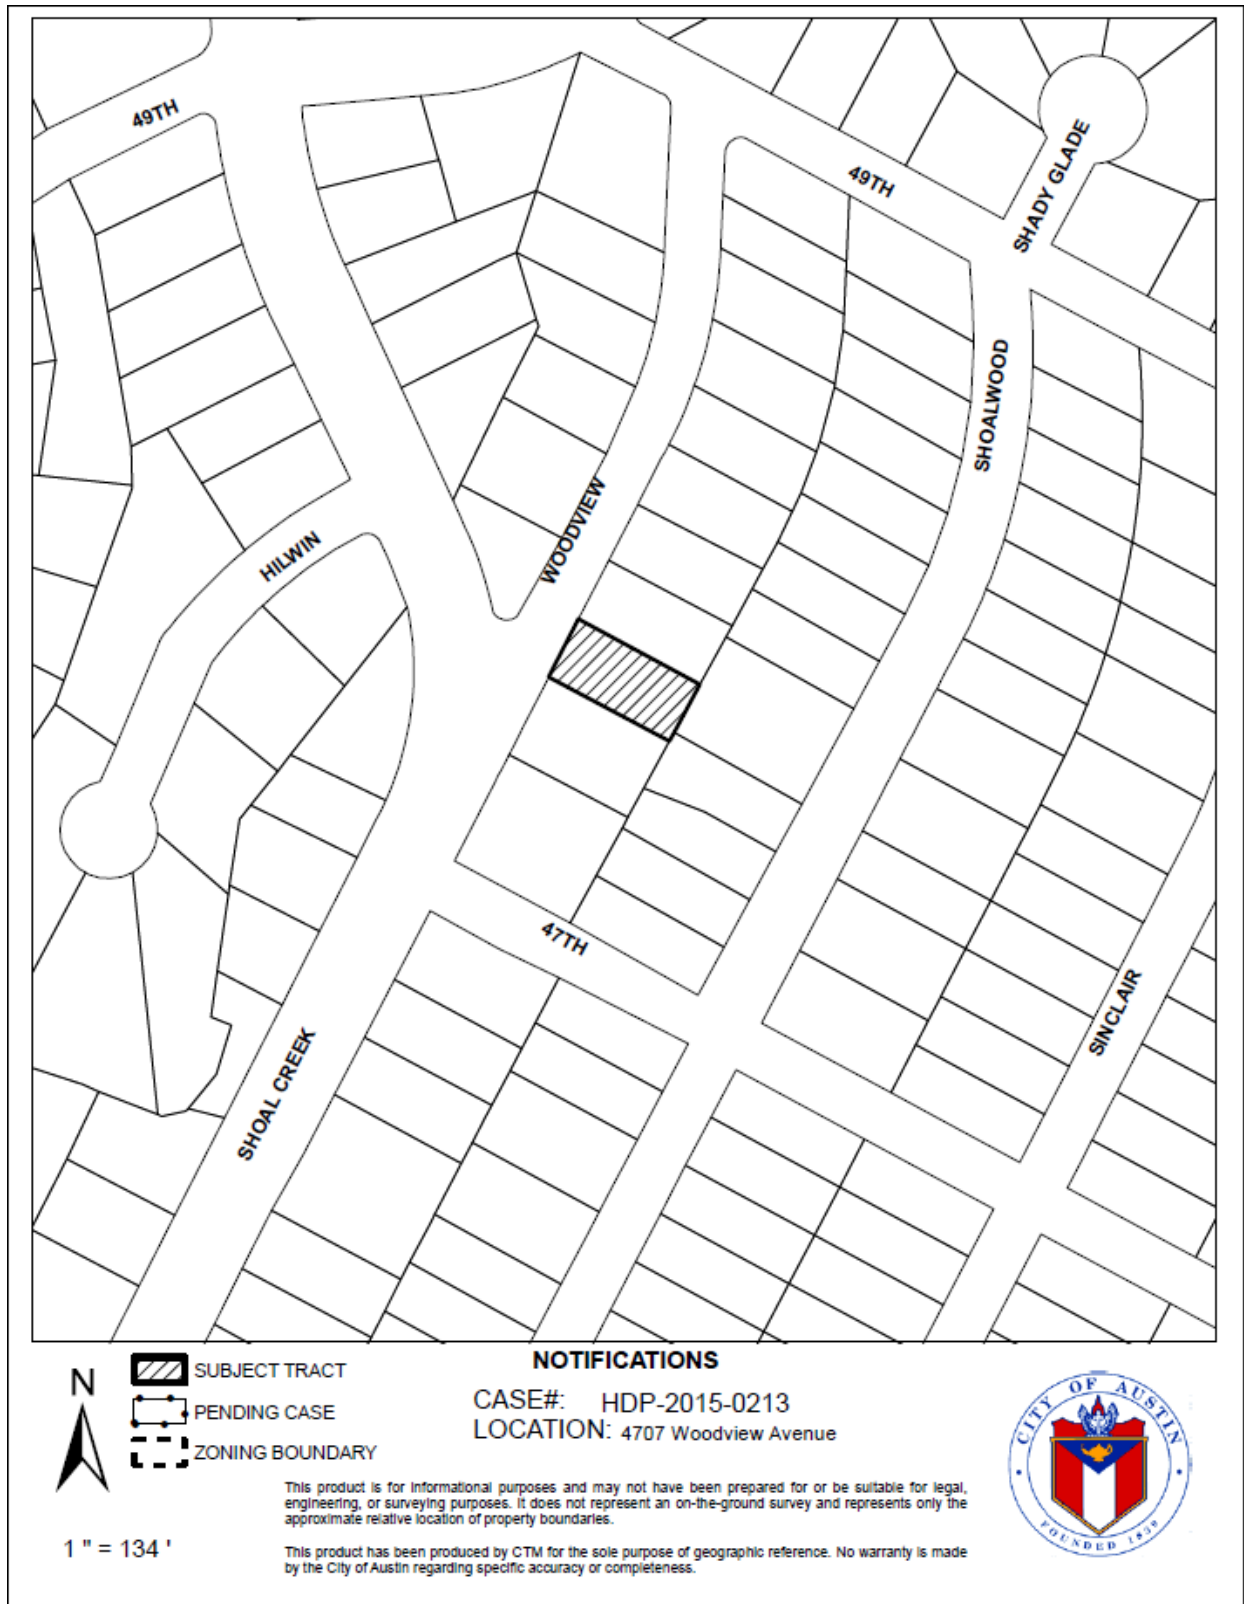 49TH
49TH
SHADY GLADE
SHOALWOOD
WOODVIEW
HILWIN
47TH
SINCLAIR
SHOAL CREEK
N
1 " = 134 '
SUBJECT TRACT
PENDING CASE
ZONING BOUNDARY
NOTIFICATIONS
CASE#: HDP-2015-0213
LOCATION: 4707 Woodview Avenue
This product is for informational purposes and may not have been prepared for or be suitable for legal,
engineering, or surveying purposes. It does not represent an on-the-ground survey and represents only the
approximate relative location of property boundaries.
This product has been produced by CTM for the sole purpose of geographic reference. No warranty is made
by the City of Austin regarding specific accuracy or completeness.
CITY OF AUSTIN
FOUNDED 1839